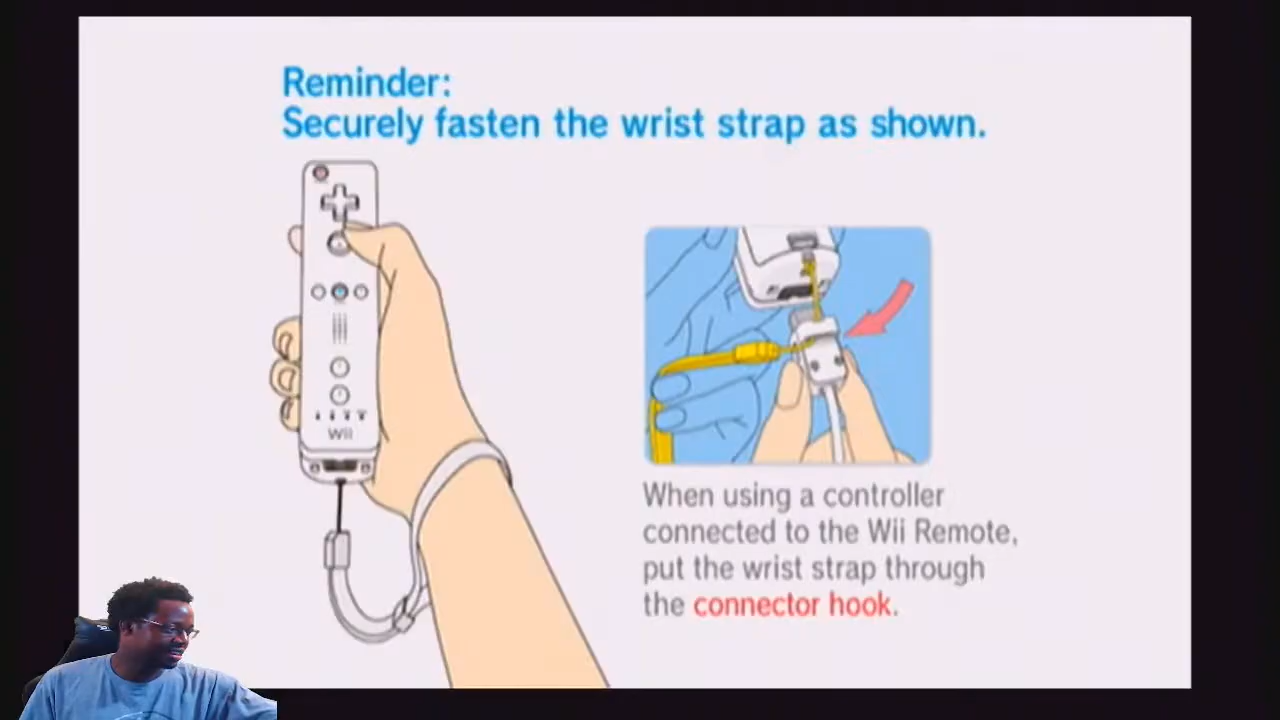 Reminder:
Securely fasten the wrist strap as shown.
Wii
When using a controller
connected to the Wii Remote,
put the wrist strap through
the connector hook.